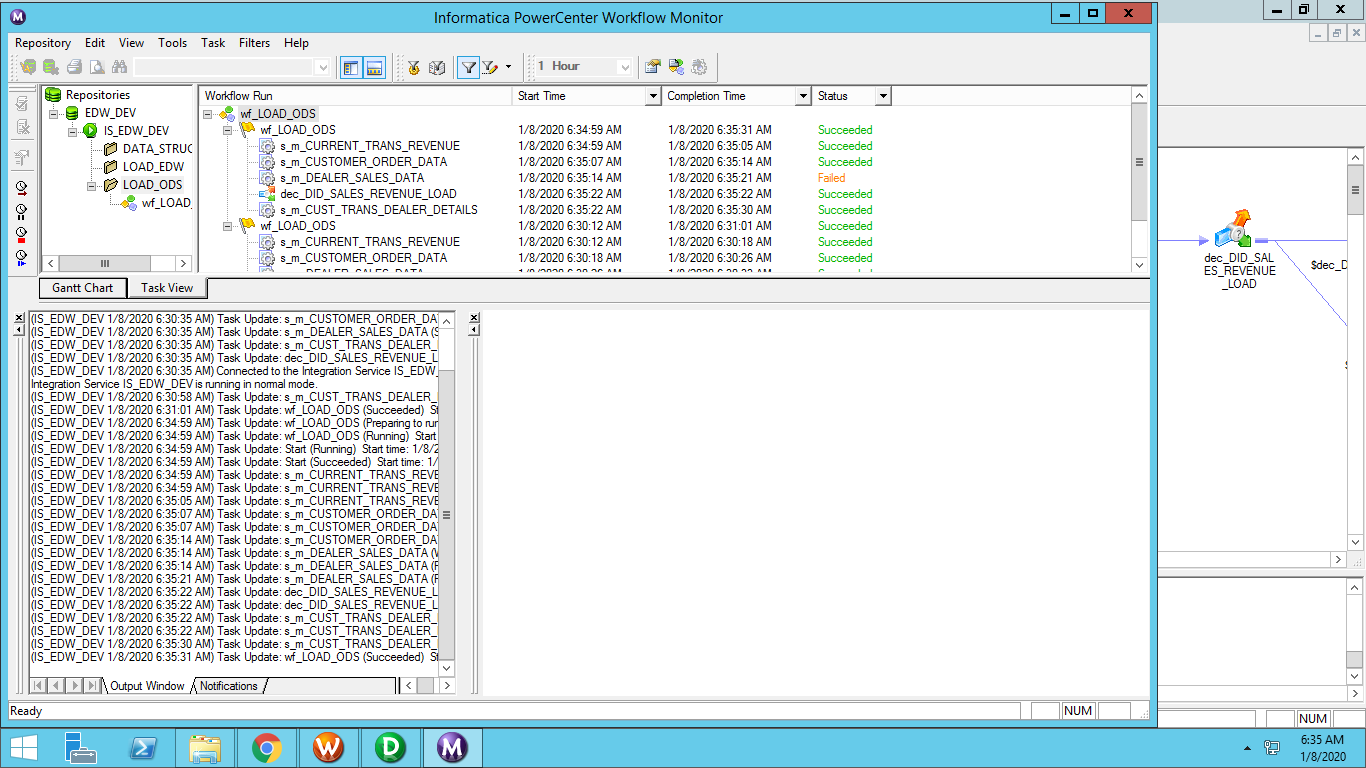 Informatica PowerCenter Workflow Monitor
Repository Edit View Tools Task Filters Help
1 Hour
Repositories
EDW_DEV
IS_EDW_DEV
DATA_STRUC
LOAD_EDW
LOAD_ODS
wf_LOAD_
Workflow Run Start Time Completion Time Status
wf_LOAD_ODS
wf_LOAD_ODS 1/8/2020 6:34:59 AM 1/8/2020 6:35:31 AM Succeeded
s_m_CURRENT_TRANS_REVENUE 1/8/2020 6:34:59 AM 1/8/2020 6:35:05 AM Succeeded
s_m_CUSTOMER_ORDER_DATA 1/8/2020 6:35:07 AM 1/8/2020 6:35:14 AM Succeeded
s_m_DEALER_SALES_DATA 1/8/2020 6:35:14 AM 1/8/2020 6:35:21 AM Failed
dec_DID_SALES_REVENUE_LOAD 1/8/2020 6:35:22 AM 1/8/2020 6:35:22 AM Succeeded
s_m_CUST_TRANS_DEALER_DETAILS 1/8/2020 6:35:22 AM 1/8/2020 6:35:30 AM Succeeded
wf_LOAD_ODS 1/8/2020 6:30:12 AM 1/8/2020 6:31:01 AM Succeeded
s_m_CURRENT_TRANS_REVENUE 1/8/2020 6:30:12 AM 1/8/2020 6:30:18 AM Succeeded
s_m_CUSTOMER_ORDER_DATA 1/8/2020 6:30:18 AM 1/8/2020 6:30:26 AM Succeeded
Gantt Chart Task View
(IS_EDW_DEV 1/8/2020 6:30:35 AM) Task Update: s_m_CUSTOMER_ORDER_DA
(IS_EDW_DEV 1/8/2020 6:30:35 AM) Task Update: s_m_DEALER_SALES_DATA (S
(IS_EDW_DEV 1/8/2020 6:30:35 AM) Task Update: s_m_CUST_TRANS_DEALER_
(IS_EDW_DEV 1/8/2020 6:30:35 AM) Task Update: dec_DID_SALES_REVENUE_L
(IS_EDW_DEV 1/8/2020 6:30:35 AM) Connected to the Integration Service IS_EDW_
Integration Service IS_EDW_DEV is running in normal mode.
(IS_EDW_DEV 1/8/2020 6:30:58 AM) Task Update: s_m_CUST_TRANS_DEALER_
(IS_EDW_DEV 1/8/2020 6:31:01 AM) Task Update: wf_LOAD_ODS (Succeeded) St
(IS_EDW_DEV 1/8/2020 6:34:59 AM) Task Update: wf_LOAD_ODS (Preparing to run
(IS_EDW_DEV 1/8/2020 6:34:59 AM) Task Update: wf_LOAD_ODS (Running) Start
(IS_EDW_DEV 1/8/2020 6:34:59 AM) Task Update: Start (Running) Start time: 1/8/2
(IS_EDW_DEV 1/8/2020 6:34:59 AM) Task Update: Start (Succeeded) Start time: 1/
(IS_EDW_DEV 1/8/2020 6:34:59 AM) Task Update: s_m_CURRENT_TRANS_REVE
(IS_EDW_DEV 1/8/2020 6:34:59 AM) Task Update: s_m_CURRENT_TRANS_REVE
(IS_EDW_DEV 1/8/2020 6:35:05 AM) Task Update: s_m_CURRENT_TRANS_REVE
(IS_EDW_DEV 1/8/2020 6:35:07 AM) Task Update: s_m_CUSTOMER_ORDER_DA
(IS_EDW_DEV 1/8/2020 6:35:07 AM) Task Update: s_m_CUSTOMER_ORDER_DA
(IS_EDW_DEV 1/8/2020 6:35:14 AM) Task Update: s_m_CUSTOMER_ORDER_DA
(IS_EDW_DEV 1/8/2020 6:35:14 AM) Task Update: s_m_DEALER_SALES_DATA (W
(IS_EDW_DEV 1/8/2020 6:35:14 AM) Task Update: s_m_DEALER_SALES_DATA (R
(IS_EDW_DEV 1/8/2020 6:35:21 AM) Task Update: s_m_DEALER_SALES_DATA (F
(IS_EDW_DEV 1/8/2020 6:35:22 AM) Task Update: dec_DID_SALES_REVENUE_L
(IS_EDW_DEV 1/8/2020 6:35:22 AM) Task Update: dec_DID_SALES_REVENUE_L
(IS_EDW_DEV 1/8/2020 6:35:22 AM) Task Update: s_m_CUST_TRANS_DEALER_
(IS_EDW_DEV 1/8/2020 6:35:22 AM) Task Update: s_m_CUST_TRANS_DEALER_
(IS_EDW_DEV 1/8/2020 6:35:30 AM) Task Update: s_m_CUST_TRANS_DEALER_
(IS_EDW_DEV 1/8/2020 6:35:31 AM) Task Update: wf_LOAD_ODS (Succeeded) St
Output Window Notifications
Ready
NUM
dec_DID_SAL
ES_REVENUE
_LOAD
$dec_D
NUM
6:35 AM
1/8/2020